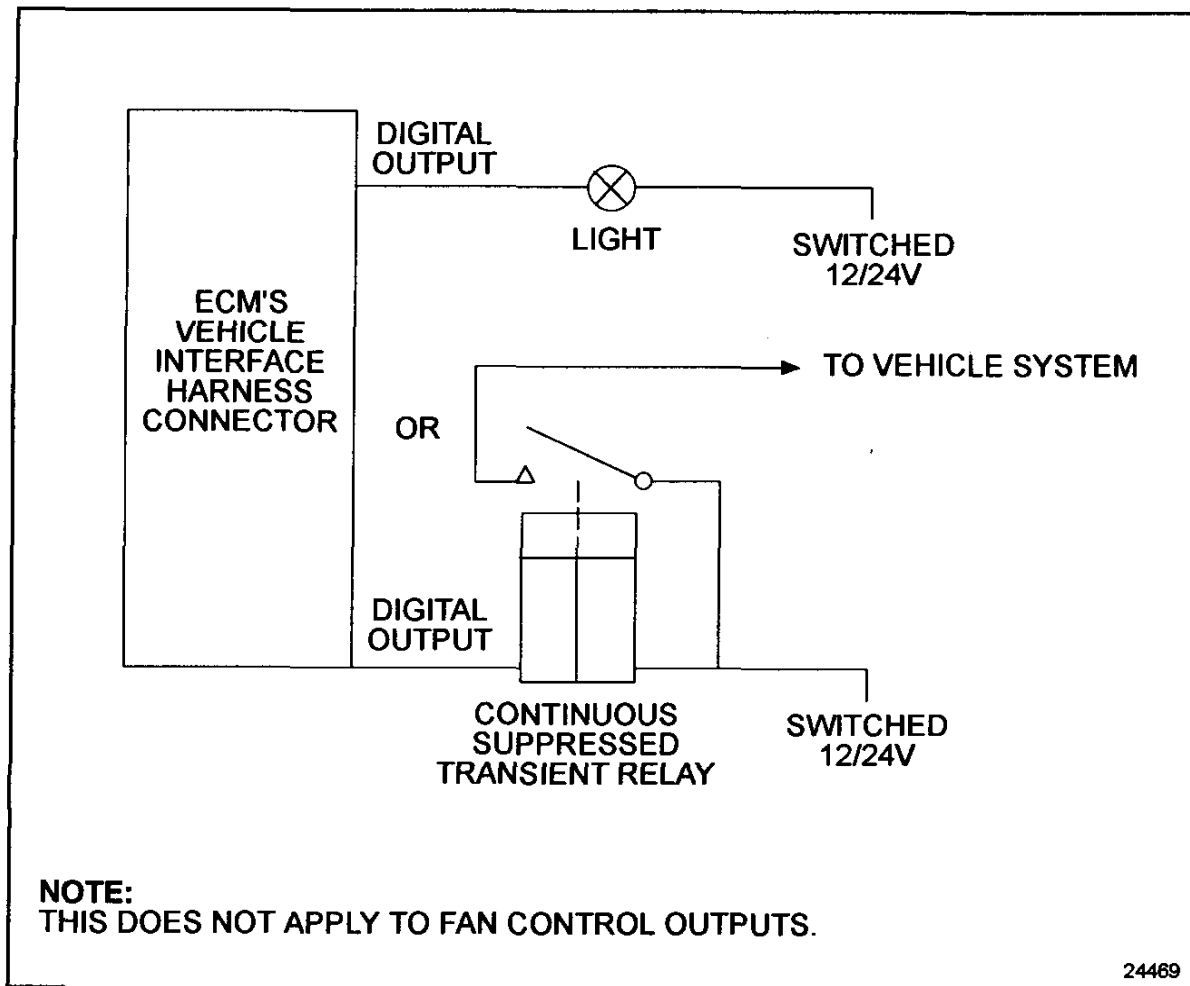 DIGITAL
OUTPUT
LIGHT
SWITCHED
12/24V
ECM'S
VEHICLE
INTERFACE
HARNESS
CONNECTOR
TO VEHICLE SYSTEM
OR
DIGITAL
OUTPUT
CONTINUOUS
SUPPRESSED
TRANSIENT RELAY
SWITCHED
12/24V
NOTE:
THIS DOES NOT APPLY TO FAN CONTROL OUTPUTS.
24469